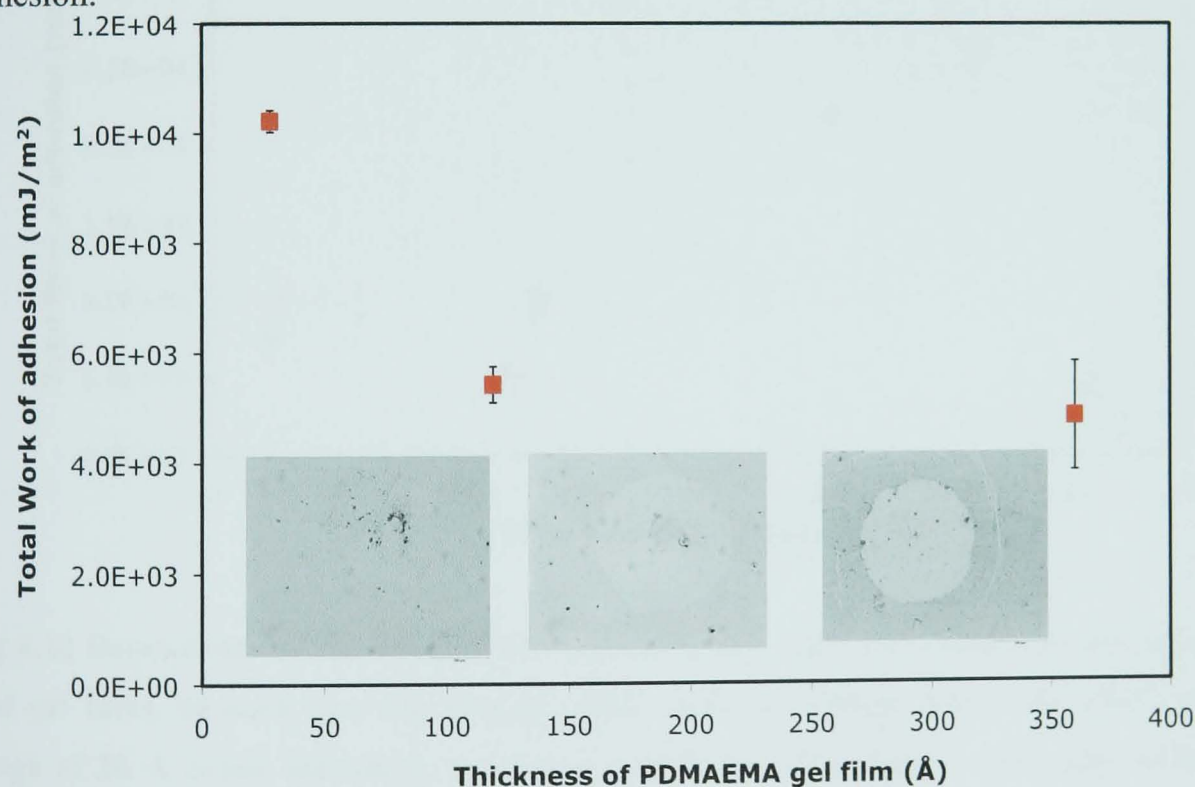 1.2E+04
1.0E+04
8.0E+03
6.0E+03
4.0E+03
2.0E+03
0.0E+00
Total Work of adhesion (mJ/m²)
0 50 100 150 200 250 300 350 400
Thickness of PDMAEMA gel film (Å)